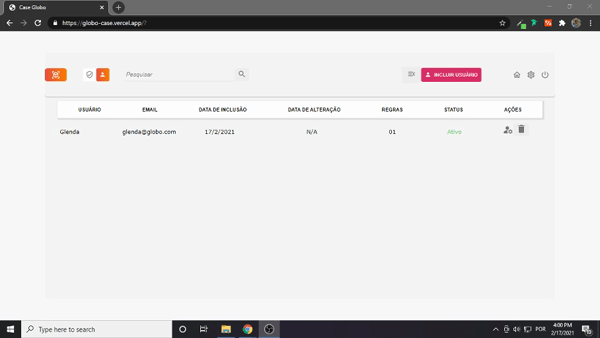 Case Globo
https://globo-case.vercel.app/?
Pesquisar
INCLUIR USUÁRIO
USUÁRIO EMAIL DATA DE INCLUSÃO DATA DE ALTERAÇÃO REGRAS STATUS AÇÕES
Glenda glenda@globo.com 17/2/2021 N/A 01 Ativo
Type here to search
POR
4:00 PM
2/17/2021